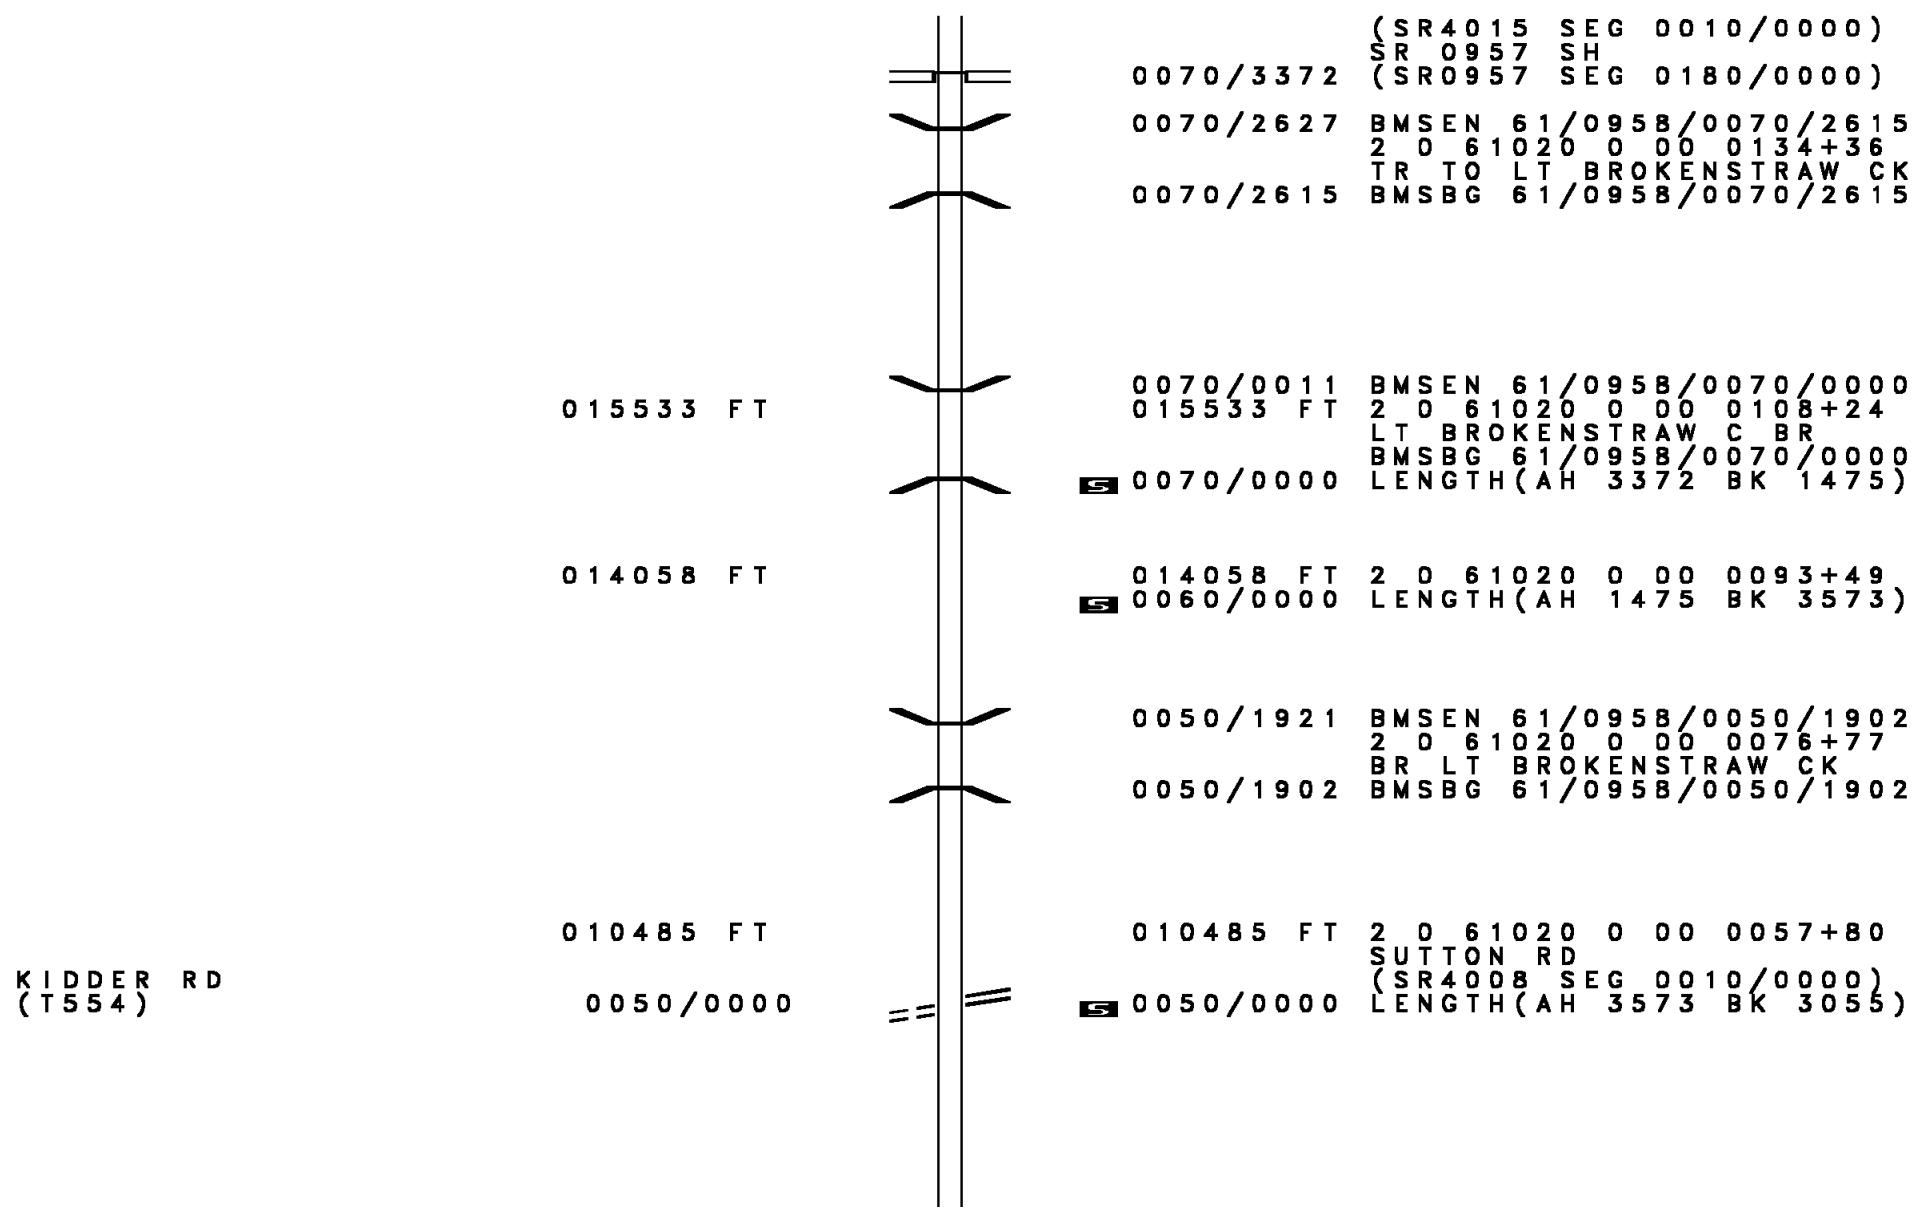 (SR4015 SEG 0010/0000)
SR 0957 SH
0070/3372 (SR0957 SEG 0180/0000)
0070/2627 BMSEN 61/0958/0070/2615
2 0 61020 0 00 0134+36
TR TO LT BROKENSTRAW CK
0070/2615 BMSBG 61/0958/0070/2615
0070/0011 BMSEN 61/0958/0070/0000
015533 FT 015533 FT 2 0 61020 0 00 0108+24
LT BROKENSTRAW C BR
BMSBG 61/0958/0070/0000
S 0070/0000 LENGTH(AH 3372 BK 1475)
014058 FT 014058 FT 2 0 61020 0 00 0093+49
S 0060/0000 LENGTH(AH 1475 BK 3573)
0050/1921 BMSEN 61/0958/0050/1902
2 0 61020 0 00 0076+77
BR LT BROKENSTRAW CK
0050/1902 BMSBG 61/0958/0050/1902
010485 FT 010485 FT 2 0 61020 0 00 0057+80
SUTTON RD
KIDDER RD (SR4008 SEG 0010/0000)
(T554) 0050/0000 S 0050/0000 LENGTH(AH 3573 BK 3055)